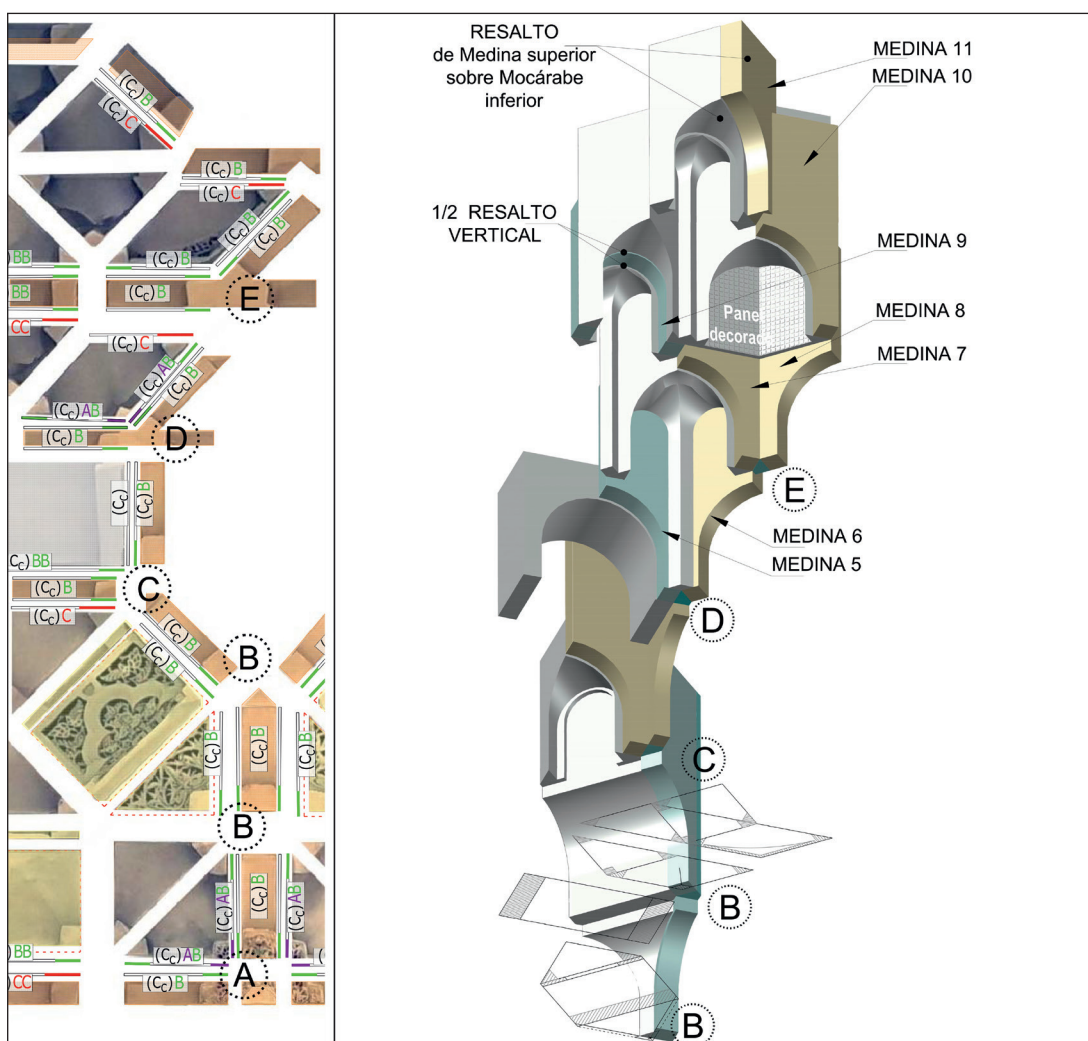 (Cc)B
(Cc)C
(Cc)B
(Cc)C
(Cc)B
(Cc)B
BB
(Cc)B
BB
(Cc)B
E
CC
(Cc)C
(Cc)AB
(Cc)B
(Cc)AB
(Cc)B
D
(Cc)
(Cc)B
Cc)BB
(Cc)B
C
(Cc)C
(Cc)B
(Cc)B
B
(Cc)B
(Cc)B
(Cc)B
B
(Cc)AB
(Cc)B
(Cc)AB
BB
(Cc)AB
CC
(Cc)B
A
RESALTO
de Medina superior
sobre Mocárabe
inferior
MEDINA 11
MEDINA 10
1/2 RESALTO
VERTICAL
MEDINA 9
MEDINA 8
MEDINA 7
Panel
decorado
E
MEDINA 6
MEDINA 5
D
C
B
B